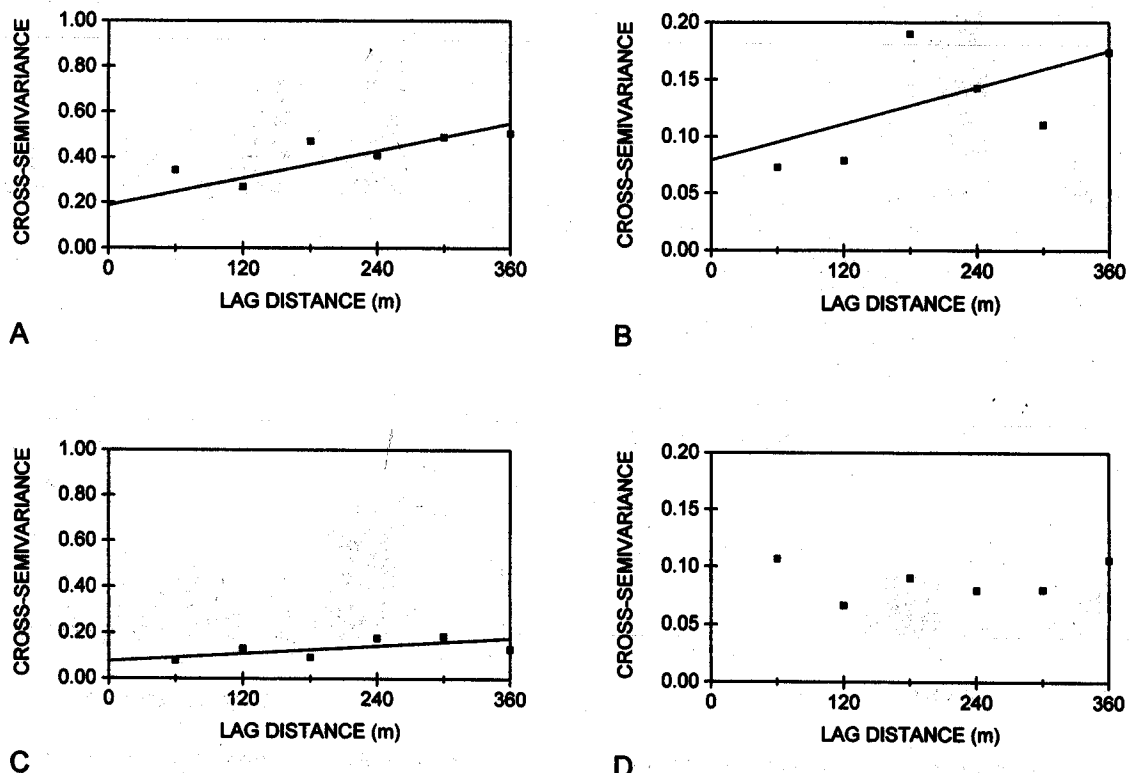 CROSS-SEMIVARIANCE
1.00
0.80
0.60
0.40
0.20
0.00
0 120 240 360
LAG DISTANCE (m)
A
CROSS-SEMIVARIANCE
0.20
0.15
0.10
0.05
0.00
0 120 240 360
LAG DISTANCE (m)
B
CROSS-SEMIVARIANCE
1.00
0.80
0.60
0.40
0.20
0.00
0 120 240 360
LAG DISTANCE (m)
C
CROSS-SEMIVARIANCE
0.20
0.15
0.10
0.05
0.00
0 120 240 360
LAG DISTANCE (m)
D